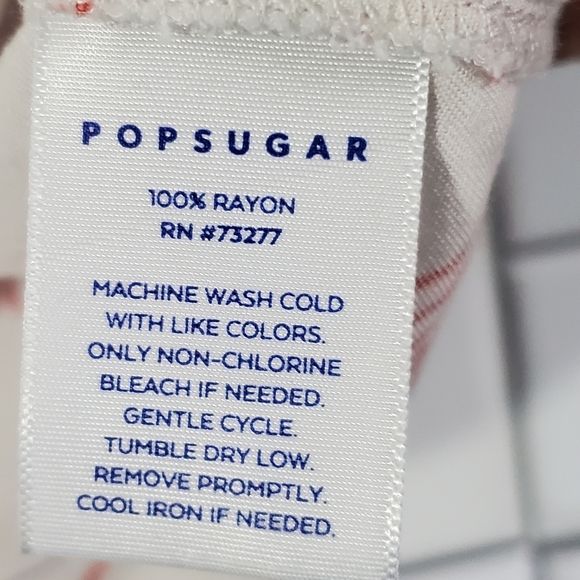 POPSUGAR
100% RAYON
RN #73277
MACHINE WASH COLD
WITH LIKE COLORS.
ONLY NON-CHLORINE
BLEACH IF NEEDED.
GENTLE CYCLE.
TUMBLE DRY LOW.
REMOVE PROMPTLY.
COOL IRON IF NEEDED.